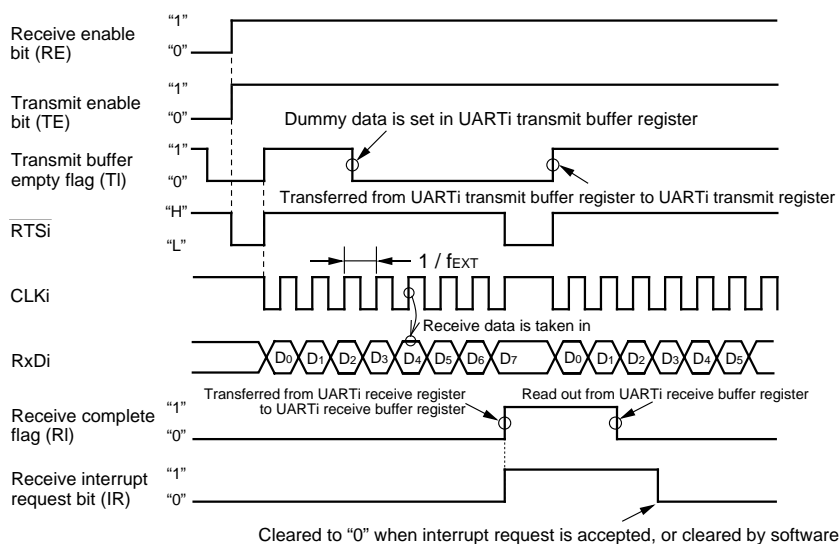 Receive enable
bit (RE)
“1”
“0”
Transmit enable
bit (TE)
“1”
“0”
Dummy data is set in UARTi transmit buffer register
Transmit buffer
empty flag (TI)
“1”
“0”
Transferred from UARTi transmit buffer register to UARTi transmit register
RTSi
“H”
“L”
1 / fEXT
CLKi
Receive data is taken in
RxDi
D0 D1 D2 D3 D4 D5 D6 D7 D0 D1 D2 D3 D4 D5
Transferred from UARTi receive register
to UARTi receive buffer register
Read out from UARTi receive buffer register
Receive complete
flag (RI)
“1”
“0”
Receive interrupt
request bit (IR)
“1”
“0”
Cleared to “0” when interrupt request is accepted, or cleared by software